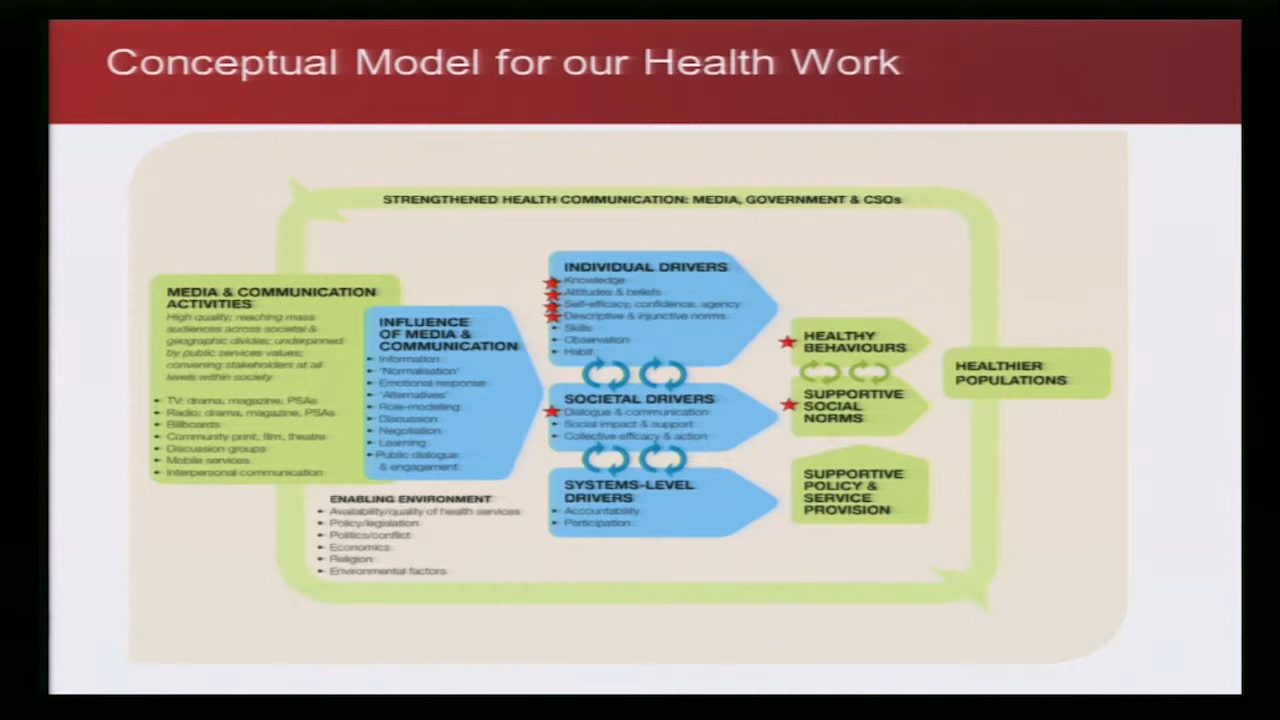 Conceptual Model for our Health Work
STRENGTHENED HEALTH COMMUNICATION: MEDIA, GOVERNMENT & CSOs
MEDIA & COMMUNICATION
ACTIVITIES
High quality; reaching mass
audiences across societal &
geographic divides; underpinned
by public services values;
convening stakeholders at all
levels within society
• TV: drama, magazine, PSAs
• Radio: drama, magazine, PSAs
• Billboards
• Community print, film, theatre
• Discussion groups
• Mobile services
• Interpersonal communication
INFLUENCE
OF MEDIA &
COMMUNICATION
• Information
• 'Normalisation'
• Emotional response
• 'Alternatives'
• Role-modelling
• Discussion
• Negotiation
• Learning
• Public dialogue
& engagement
ENABLING ENVIRONMENT
• Availability/quality of health services
• Policy/legislation
• Politics/conflict
• Economics
• Religion
• Environmental factors
INDIVIDUAL DRIVERS
Knowledge
Attitudes & beliefs
Self-efficacy, confidence, agency
Descriptive & injunctive norms
• Skills
• Observation
• Habit
SOCIETAL DRIVERS
Dialogue & communication
• Social impact & support
• Collective efficacy & action
SYSTEMS-LEVEL
DRIVERS
• Accountability
• Participation
HEALTHY
BEHAVIOURS
SUPPORTIVE
SOCIAL
NORMS
SUPPORTIVE
POLICY &
SERVICE
PROVISION
HEALTHIER
POPULATIONS